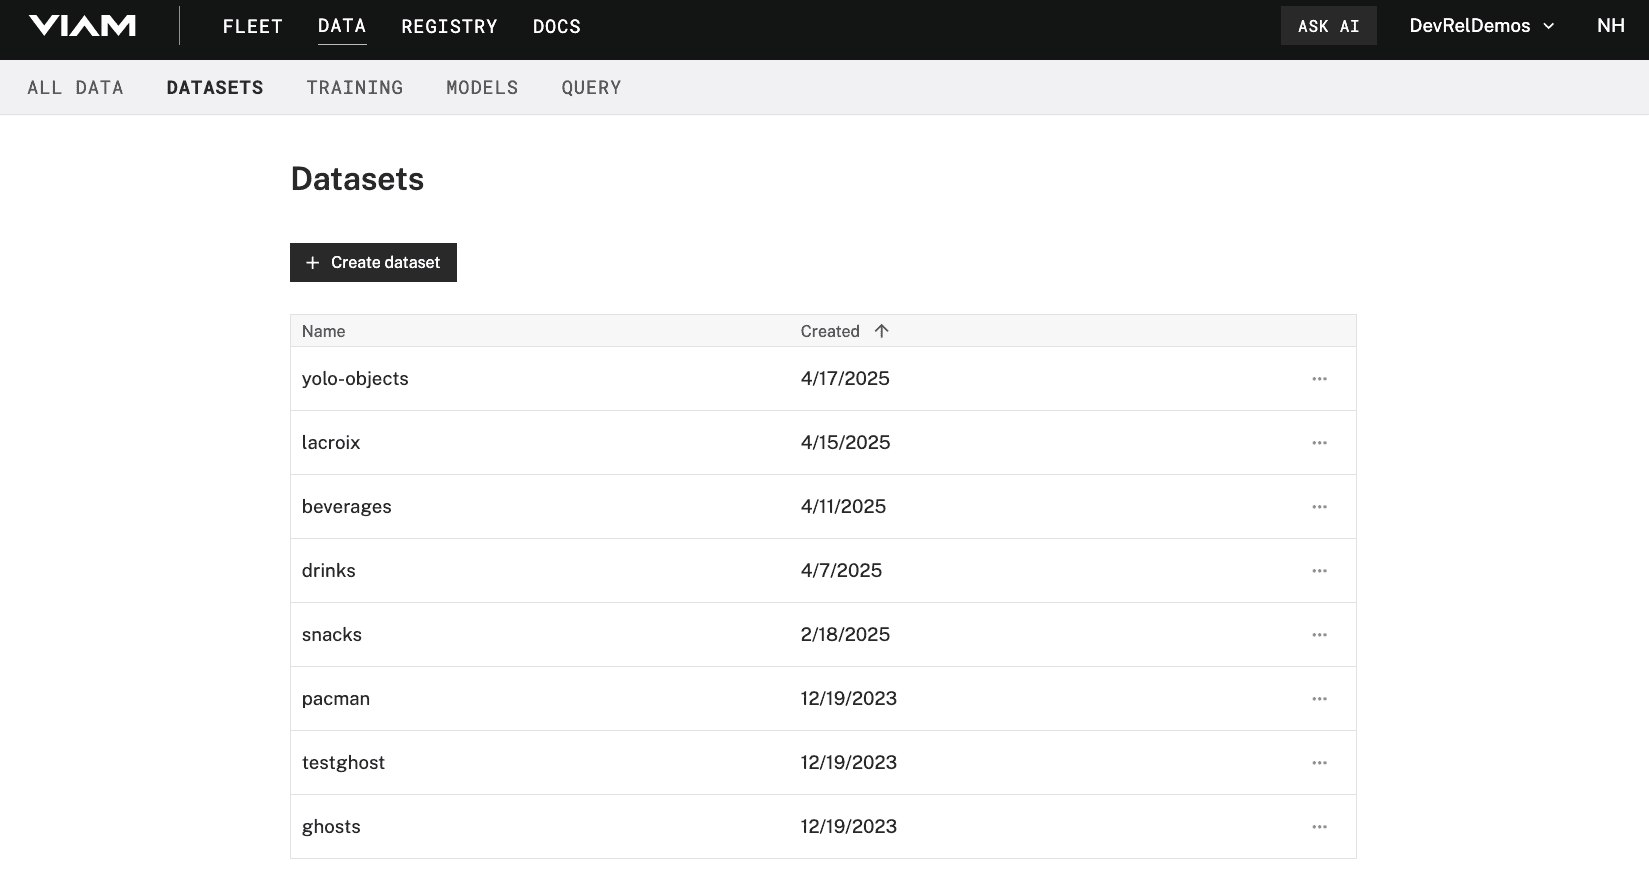 VIAM FLEET DATA REGISTRY DOCS ASK AI DevRelDemos NH
ALL DATA DATASETS TRAINING MODELS QUERY
Datasets
+ Create dataset
Name Created ↑
yolo-objects 4/17/2025 ···
lacroix 4/15/2025 ···
beverages 4/11/2025 ···
drinks 4/7/2025 ···
snacks 2/18/2025 ···
pacman 12/19/2023 ···
testghost 12/19/2023 ···
ghosts 12/19/2023 ···